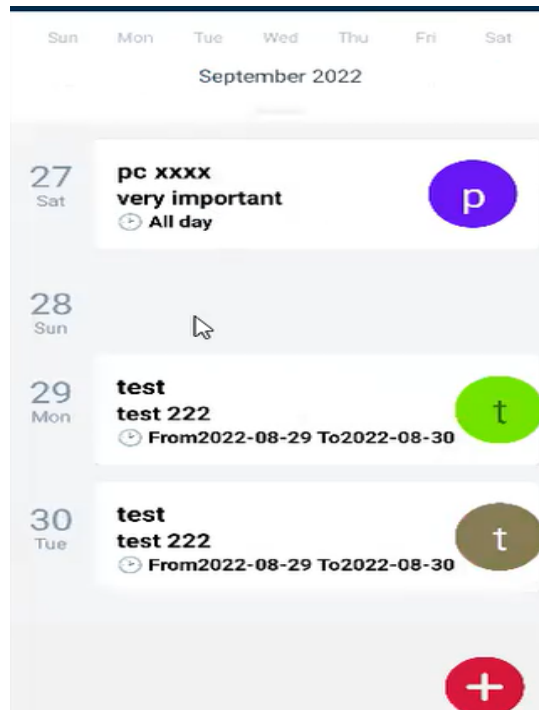 Sun Mon Tue Wed Thu Fri Sat
September 2022
27
Sat
pc xxxx
very important
All day
p
28
Sun
29
Mon
test
test 222
From2022-08-29 To2022-08-30
t
30
Tue
test
test 222
From2022-08-29 To2022-08-30
t
+